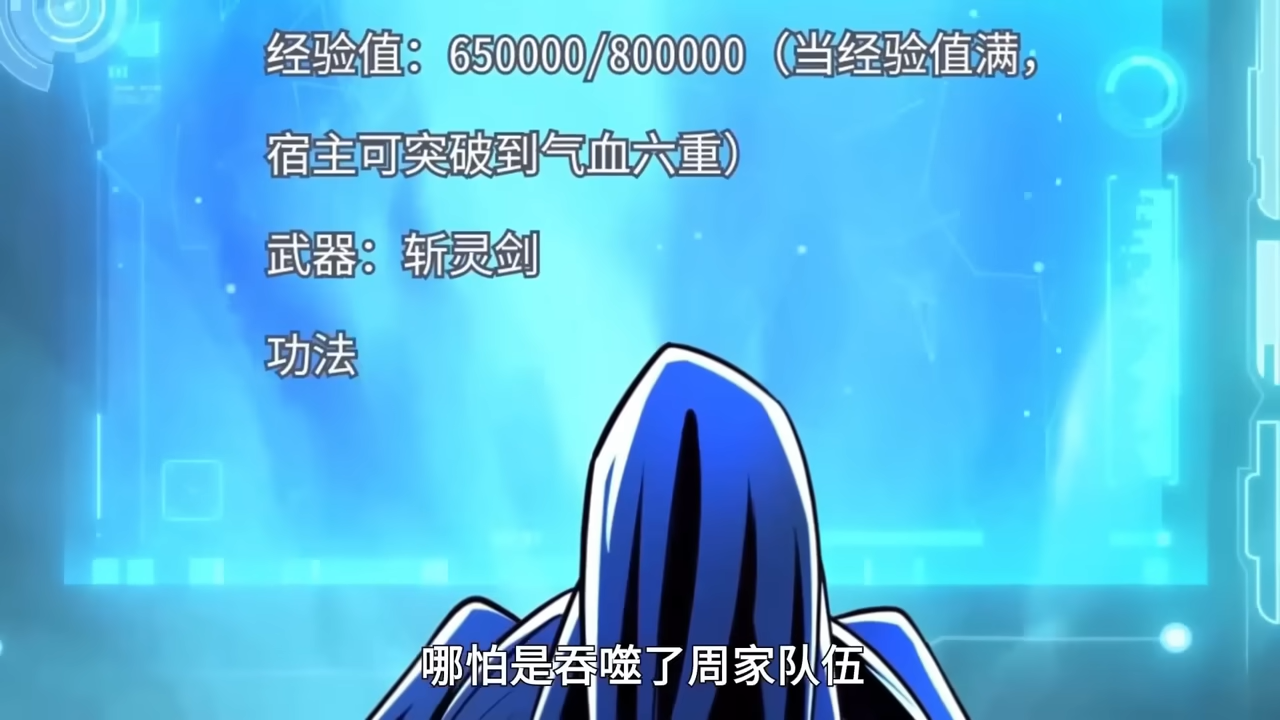 经验值：650000/800000（当经验值满，
宿主可突破到气血六重）
武器：斩灵剑
功法
哪怕是吞噬了周家队伍